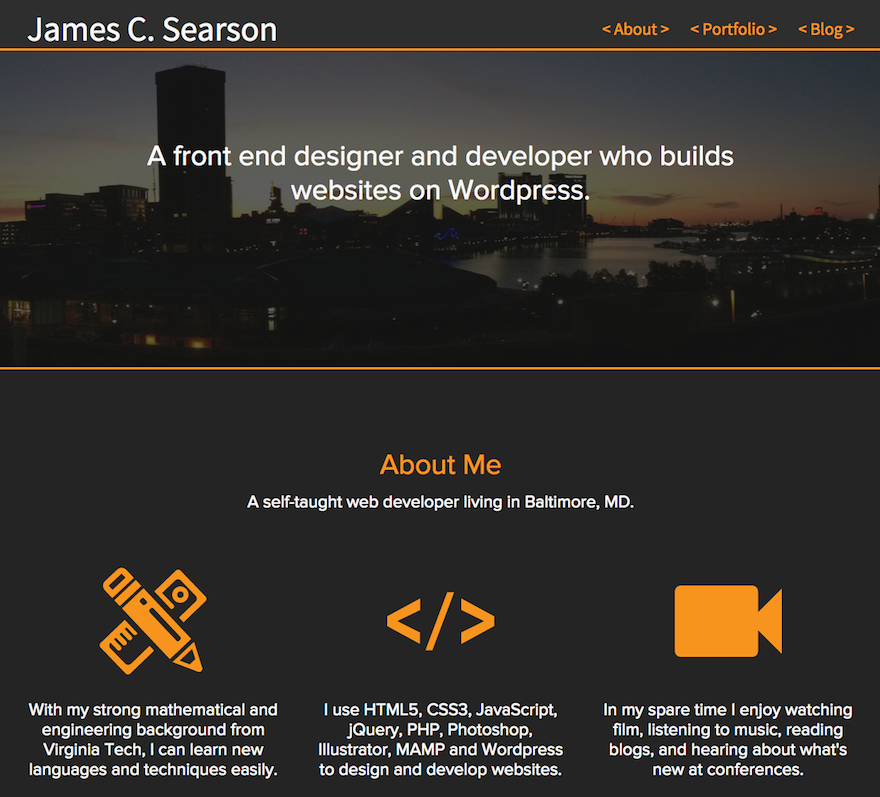 James C. Searson
< About > < Portfolio > < Blog >
A front end designer and developer who builds
websites on Wordpress.
About Me
A self-taught web developer living in Baltimore, MD.
</>
With my strong mathematical and
engineering background from
Virginia Tech, I can learn new
languages and techniques easily.
I use HTML5, CSS3, JavaScript,
jQuery, PHP, Photoshop,
Illustrator, MAMP and Wordpress
to design and develop websites.
In my spare time I enjoy watching
film, listening to music, reading
blogs, and hearing about what's
new at conferences.